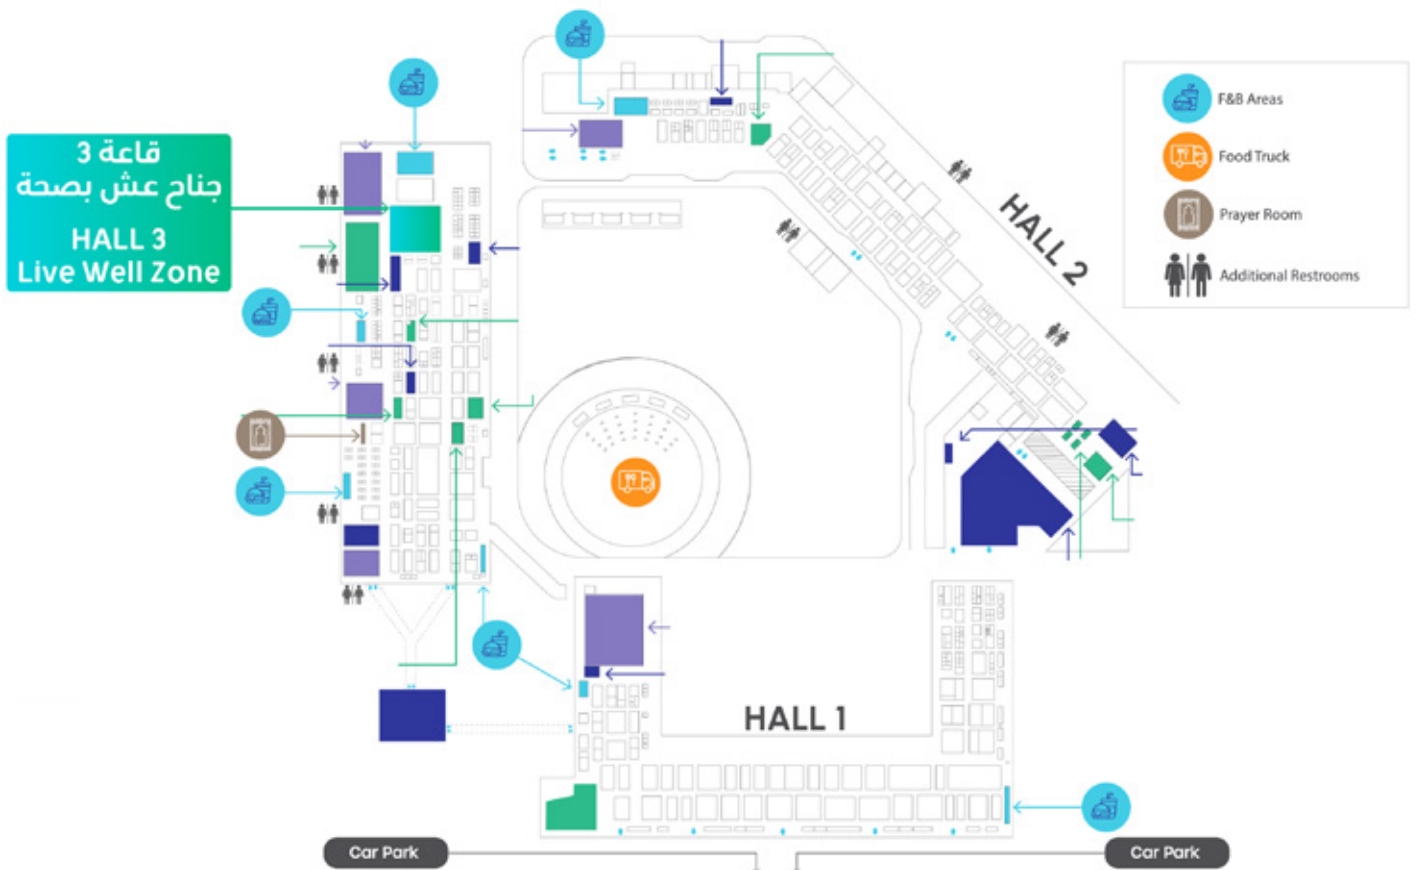 قاعة 3
جناح عش بصحة
HALL 3
Live Well Zone
HALL 2
HALL 1
F&B Areas
Food Truck
Prayer Room
Additional Restrooms
Car Park
Car Park